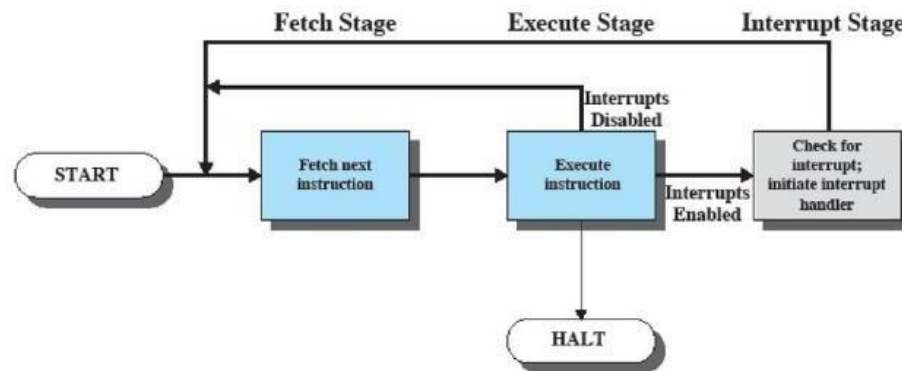 Fetch Stage
Execute Stage
Interrupt Stage
Interrupts
Disabled
START
Fetch next
instruction
Execute
instruction
Interrupts
Enabled
Check for
interrupt;
initiate interrupt
handler
HALT